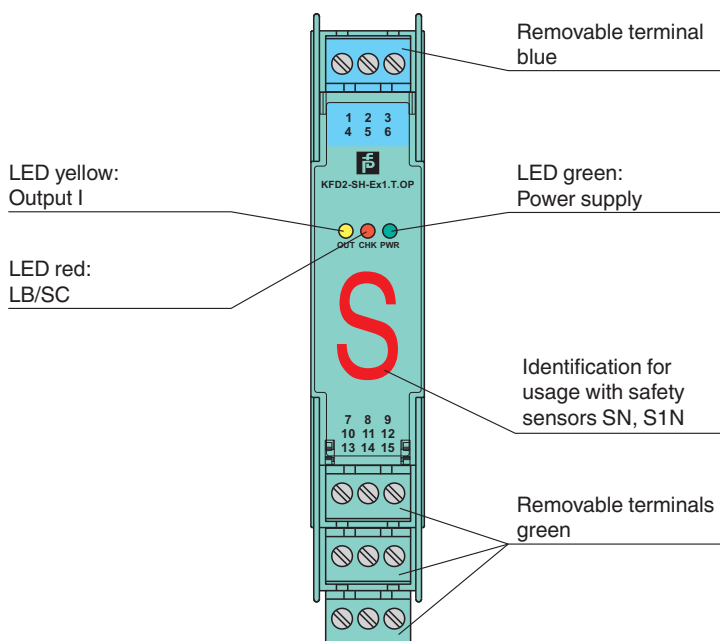 Removable terminal
blue
1 2 3
4 5 6
KFD2-SH-Ex1.T.OP
LED yellow:
Output I
LED green:
Power supply
OUT CHK PWR
LED red:
LB/SC
S
Identification for
usage with safety
sensors SN, S1N
7 8 9
10 11 12
13 14 15
Removable terminals
green